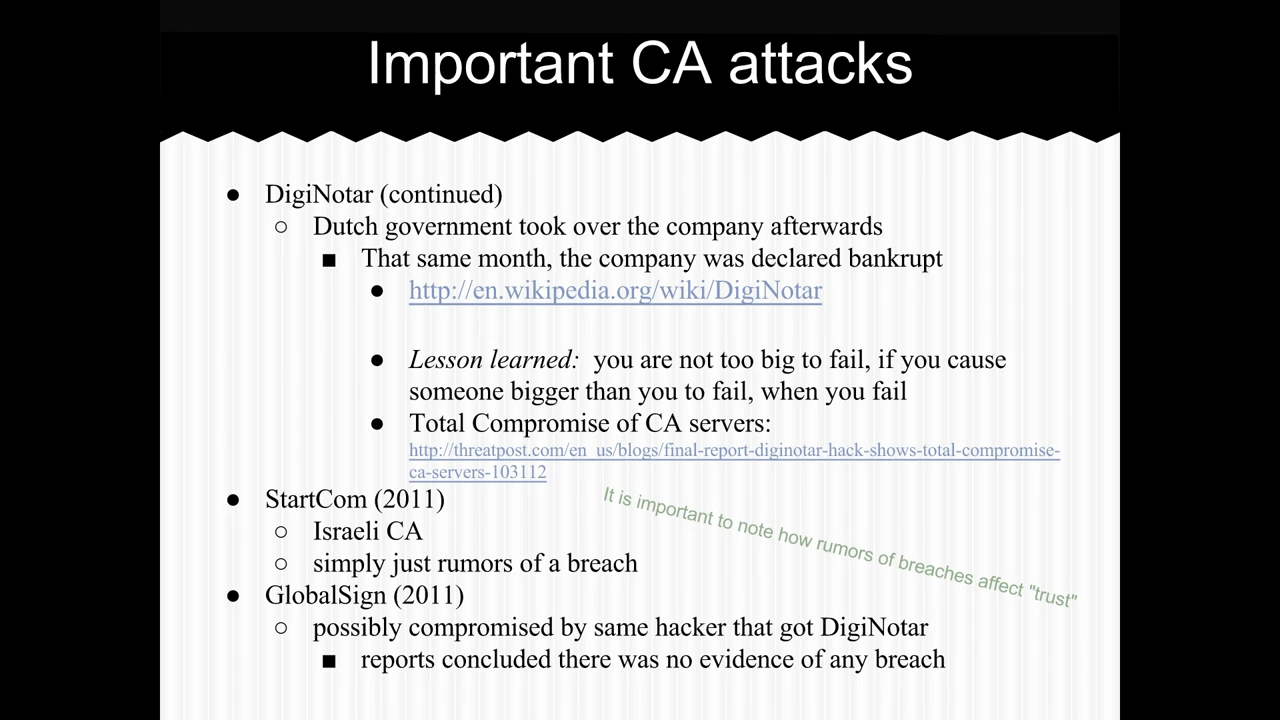 Important CA attacks
● DigiNotar (continued)
○ Dutch government took over the company afterwards
■ That same month, the company was declared bankrupt
● http://en.wikipedia.org/wiki/DigiNotar
● Lesson learned: you are not too big to fail, if you cause
someone bigger than you to fail, when you fail
● Total Compromise of CA servers:
http://threatpost.com/en_us/blogs/final-report-diginotar-hack-shows-total-compromise-
ca-servers-103112
● StartCom (2011)
It is important to note how rumors of breaches affect "trust"
○ Israeli CA
○ simply just rumors of a breach
● GlobalSign (2011)
○ possibly compromised by same hacker that got DigiNotar
■ reports concluded there was no evidence of any breach